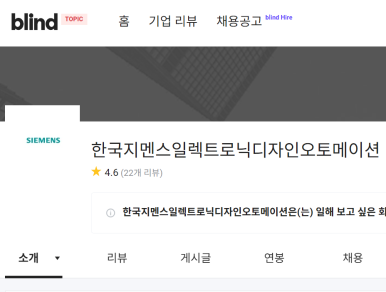 blind TOPIC 홈 기업 리뷰 채용공고 blind Hire
SIEMENS
한국지멘스일렉트로닉디자인오토메이션
★ 4.6 (22개 리뷰)
한국지멘스일렉트로닉디자인오토메이션은(는) 일해 보고 싶은
소개 리뷰 게시글 연봉 채용